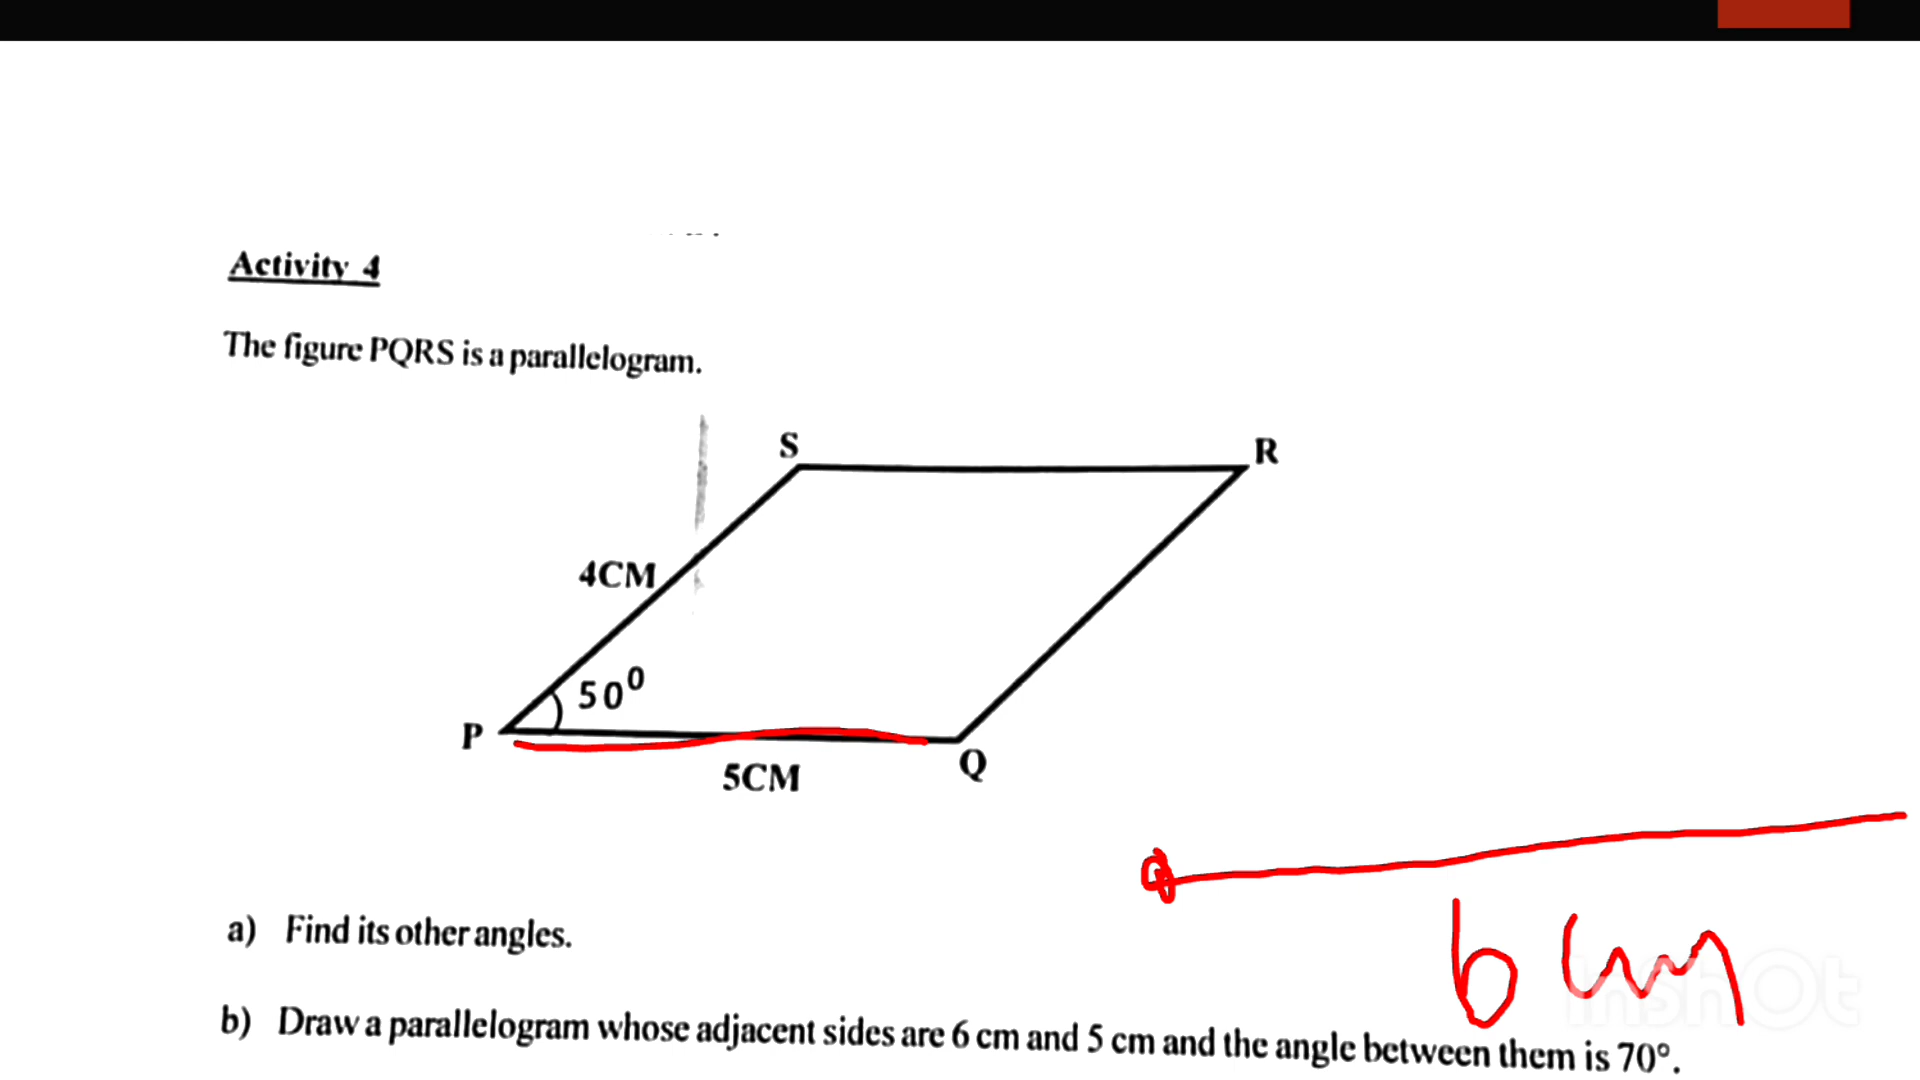 Activity 4
The figure PQRS is a parallelogram.
S
R
4CM
50⁰
P
Q
5CM
6 cm
a) Find its other angles.
b) Draw a parallelogram whose adjacent sides are 6 cm and 5 cm and the angle between them is 70°.
InShOt